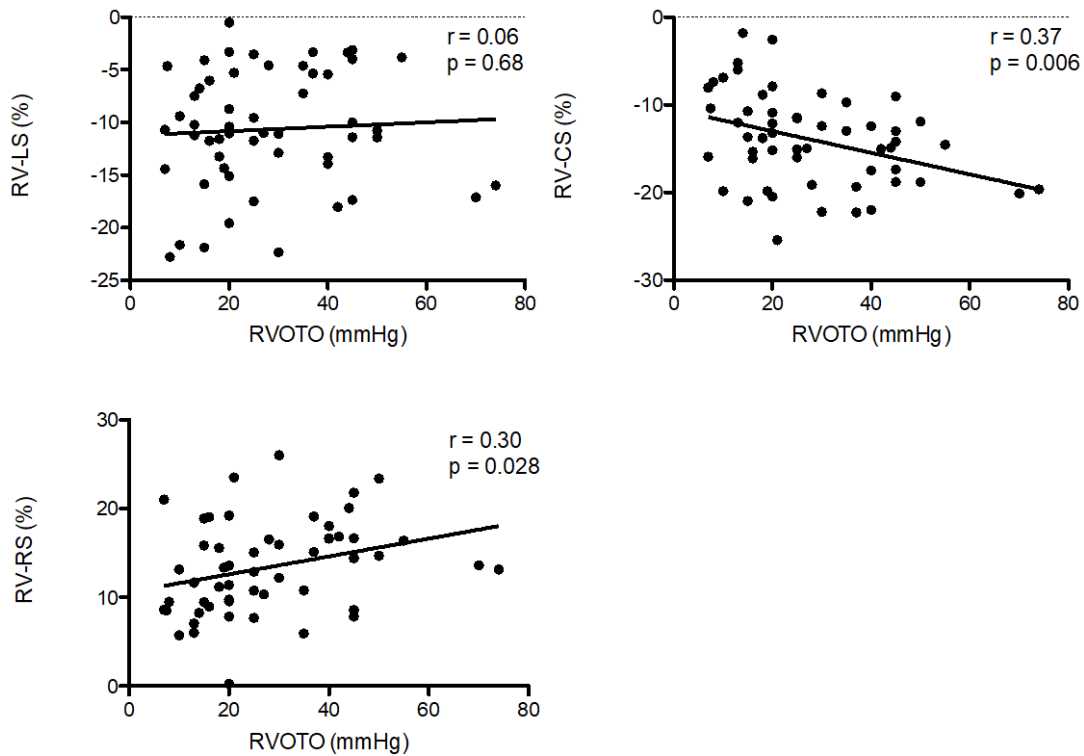 0
-5
-10
-15
-20
-25
RV-LS (%)
r = 0.06
p = 0.68
0 20 40 60 80
RVOTO (mmHg)
0
-10
-20
-30
RV-CS (%)
r = 0.37
p = 0.006
0 20 40 60 80
RVOTO (mmHg)
30
20
10
0
RV-RS (%)
r = 0.30
p = 0.028
0 20 40 60 80
RVOTO (mmHg)